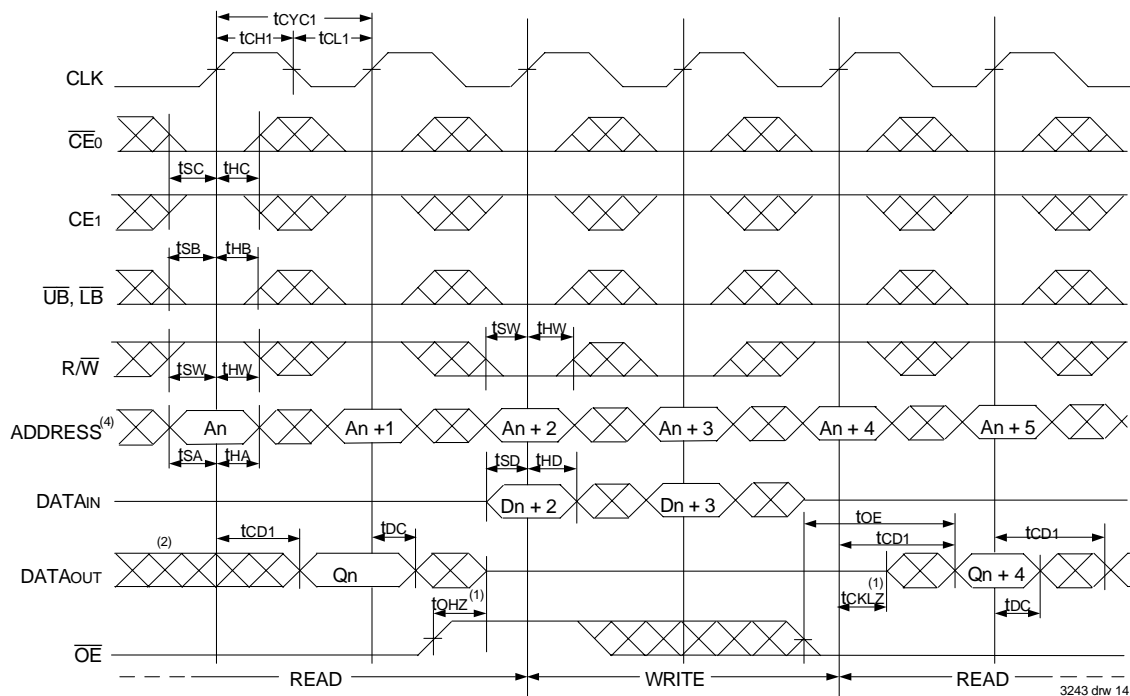 tCYC1
tCH1 tCL1
CLK
CE0
tSC tHC
CE1
tSB tHB
UB, LB
tSW tHW
R/W
tSW tHW
ADDRESS(4) An An +1 An + 2 An + 3 An + 4 An + 5
tSA tHA tSD tHD
DATAIN Dn + 2 Dn + 3
tOE
tCD1 tDC tCD1 tCD1
(2)
DATAOUT Qn Qn + 4
tOHZ(1) tCKLZ(1) tDC
OE
READ WRITE READ
3243 drw 14